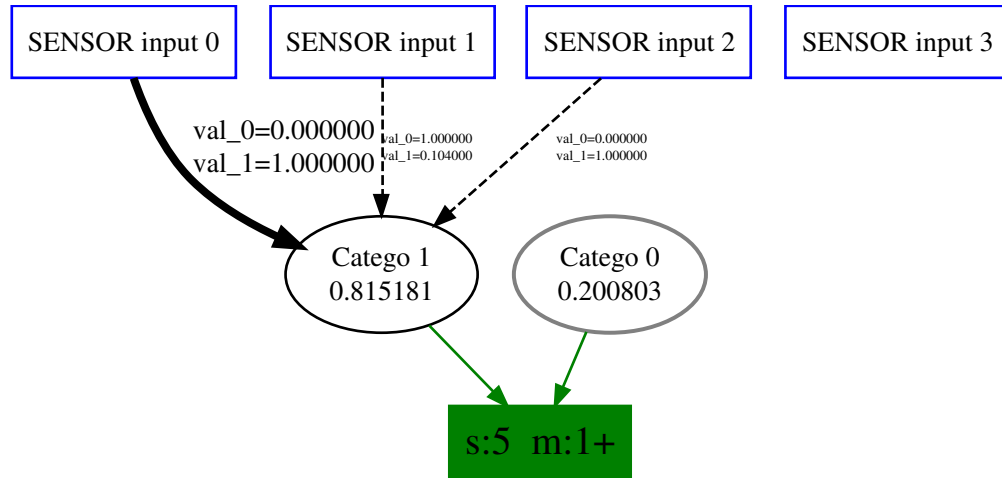 SENSOR input 0
SENSOR input 1
SENSOR input 2
SENSOR input 3
val_0=0.000000
val_1=1.000000
val_0=1.000000
val_1=0.104000
val_0=0.000000
val_1=1.000000
Catego 1
0.815181
Catego 0
0.200803
s:5  m:1+